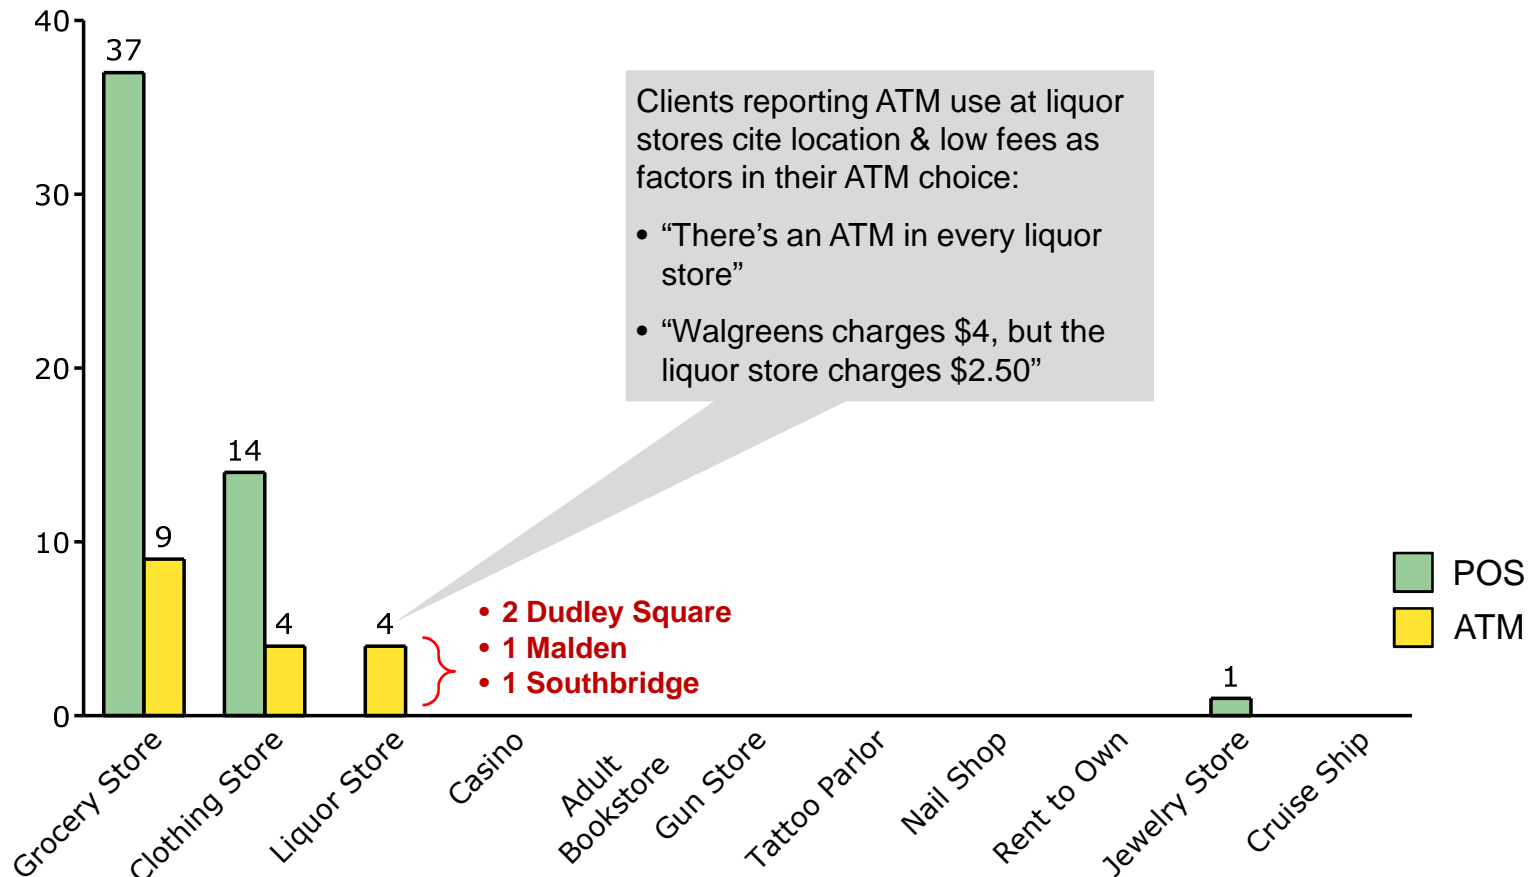 40
37
Clients reporting ATM use at liquor
stores cite location & low fees as
factors in their ATM choice:
• “There’s an ATM in every liquor
store”
• “Walgreens charges $4, but the
liquor store charges $2.50”
30
20
14
10
9
4
4
• 2 Dudley Square
• 1 Malden
• 1 Southbridge
POS
ATM
1
0
Grocery Store
Clothing Store
Liquor Store
Casino
Adult
Bookstore
Gun Store
Tattoo Parlor
Nail Shop
Rent to Own
Jewelry Store
Cruise Ship